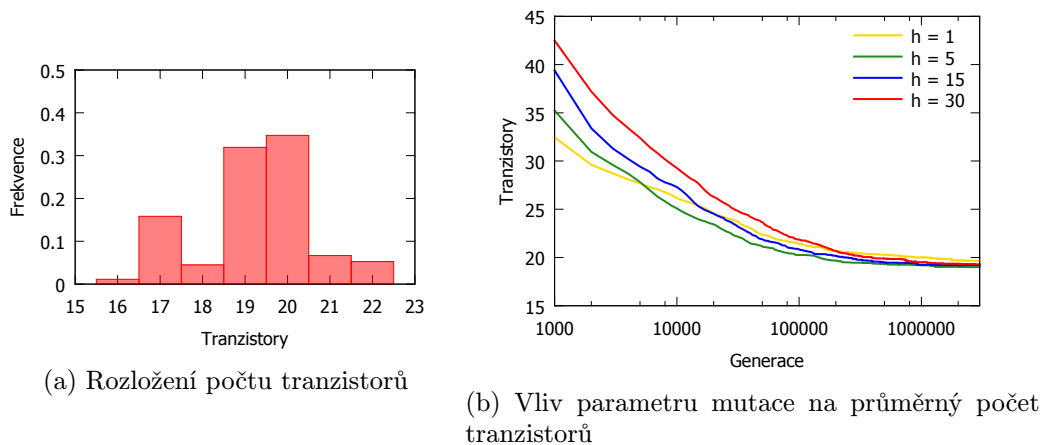 0.5
0.4
0.3
0.2
0.1
0
Frekvence
15 16 17 18 19 20 21 22 23
Tranzistory
(a) Rozložení počtu tranzistorů
45
40
35
30
25
20
15
Tranzistory
h = 1
h = 5
h = 15
h = 30
1000 10000 100000 1000000
Generace
(b) Vliv parametru mutace na průměrný počet
tranzistorů